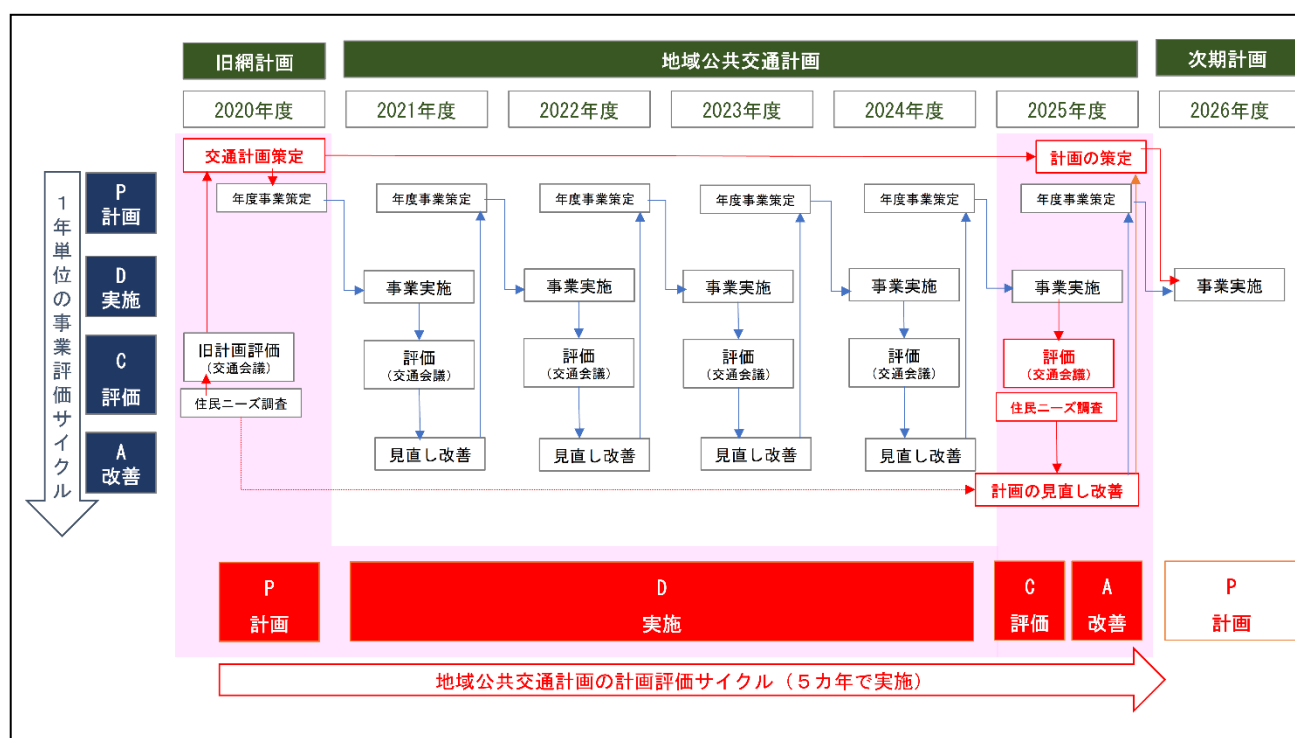 旧網計画
地域公共交通計画
次期計画
2020年度
2021年度
2022年度
2023年度
2024年度
2025年度
2026年度
交通計画策定
計画の策定
1年単位の事業評価サイクル
P
計画
年度事業策定
年度事業策定
年度事業策定
年度事業策定
年度事業策定
年度事業策定
D
実施
事業実施
事業実施
事業実施
事業実施
事業実施
事業実施
C
評価
旧計画評価
(交通会議)
評価
(交通会議)
評価
(交通会議)
評価
(交通会議)
評価
(交通会議)
評価
(交通会議)
住民ニーズ調査
住民ニーズ調査
A
改善
見直し改善
見直し改善
見直し改善
見直し改善
計画の見直し改善
P
計画
D
実施
C
評価
A
改善
P
計画
地域公共交通計画の計画評価サイクル（5カ年で実施）